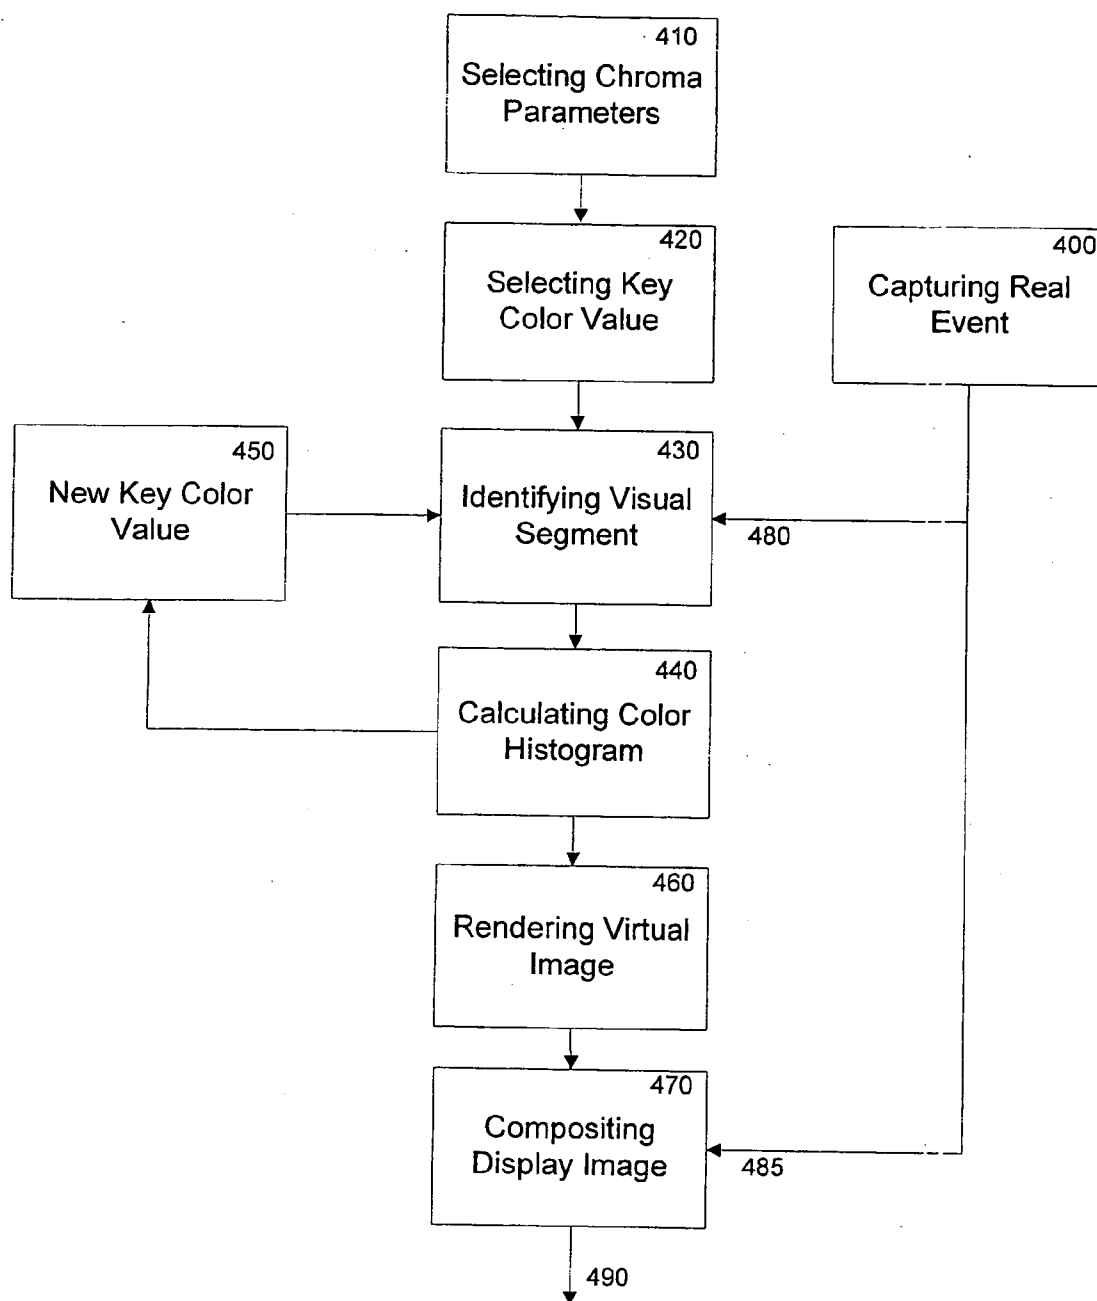 410
Selecting Chroma
Parameters
420
Selecting Key
Color Value
400
Capturing Real
Event
450
New Key Color
Value
430
Identifying Visual
Segment
480
440
Calculating Color
Histogram
460
Rendering Virtual
Image
470
Compositing
Display Image
485
490